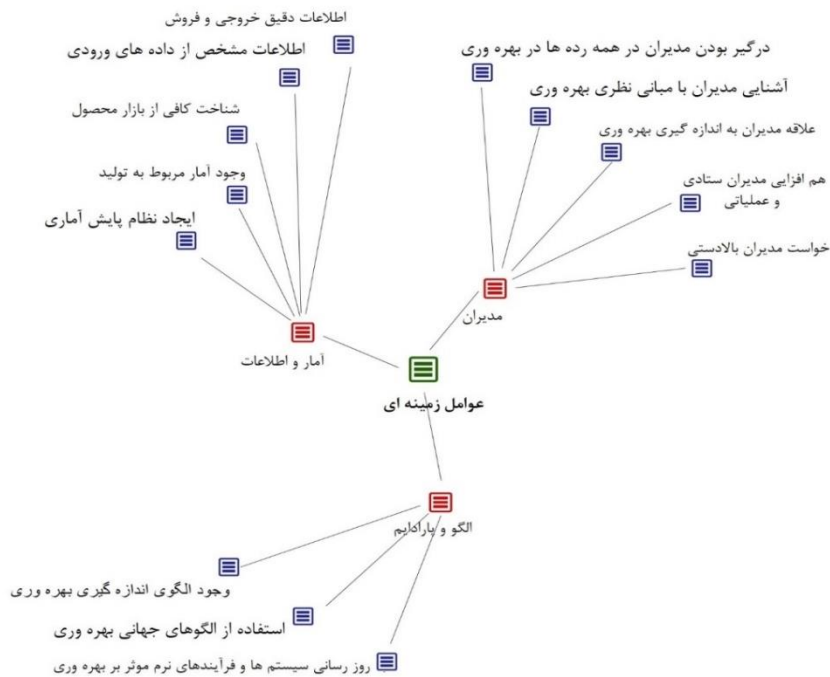 اطلاعات دقیق خروجی و فروش
اطلاعات مشخص از داده های ورودی
شناخت کافی از بازار محصول
وجود آمار مربوط به تولید
ایجاد نظام پایش آماری
آمار و اطلاعات
درگیر بودن مدیران در همه رده ها در بهره وری
آشنایی مدیران با مبانی نظری بهره وری
علاقه مدیران به اندازه گیری بهره وری
هم افزایی مدیران ستادی
و عملیاتی
خواست مدیران بالادستی
مدیران
عوامل زمینه ای
الگو و پارادایم
وجود الگوی اندازه گیری بهره وری
استفاده از الگوهای جهانی بهره وری
روز رسانی سیستم ها و فرآیندهای نرم موثر بر بهره وری